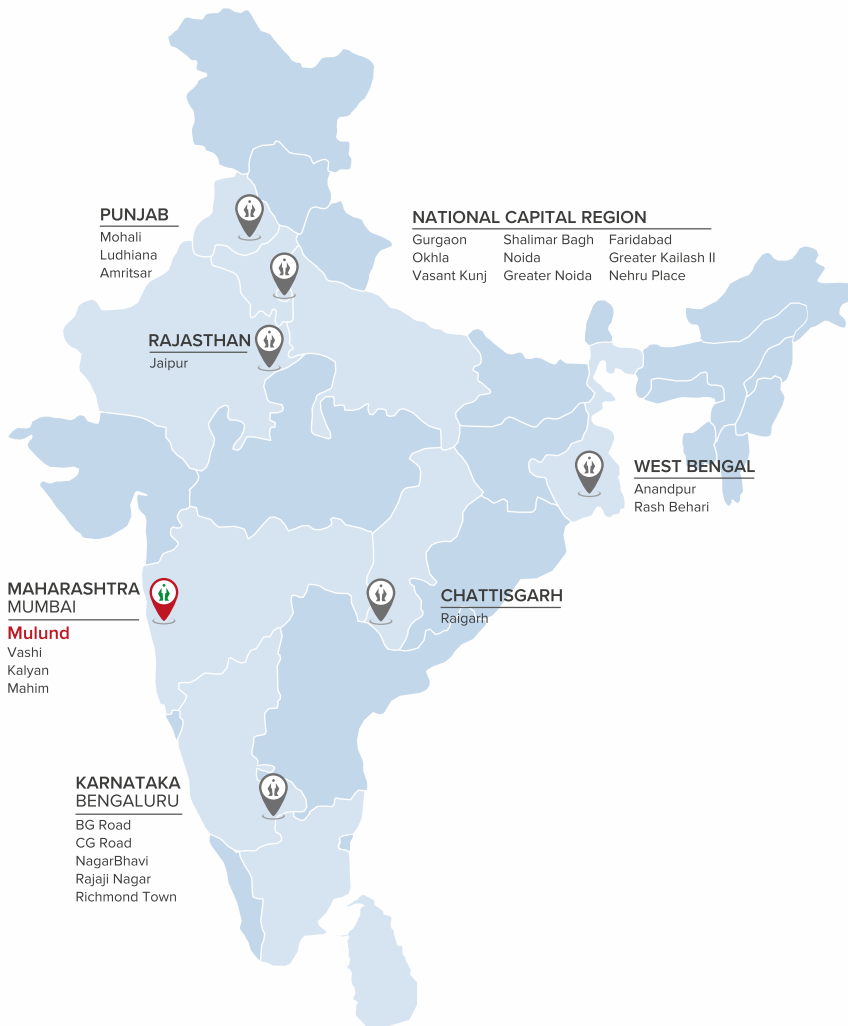 PUNJAB
Mohali
Ludhiana
Amritsar
NATIONAL CAPITAL REGION
Gurgaon Shalimar Bagh Faridabad
Okhla Noida Greater Kailash II
Vasant Kunj Greater Noida Nehru Place
RAJASTHAN
Jaipur
WEST BENGAL
Anandpur
Rash Behari
MAHARASHTRA
MUMBAI
Mulund
Vashi
Kalyan
Mahim
CHATTISGARH
Raigarh
KARNATAKA
BENGALURU
BG Road
CG Road
NagarBhavi
Rajaji Nagar
Richmond Town